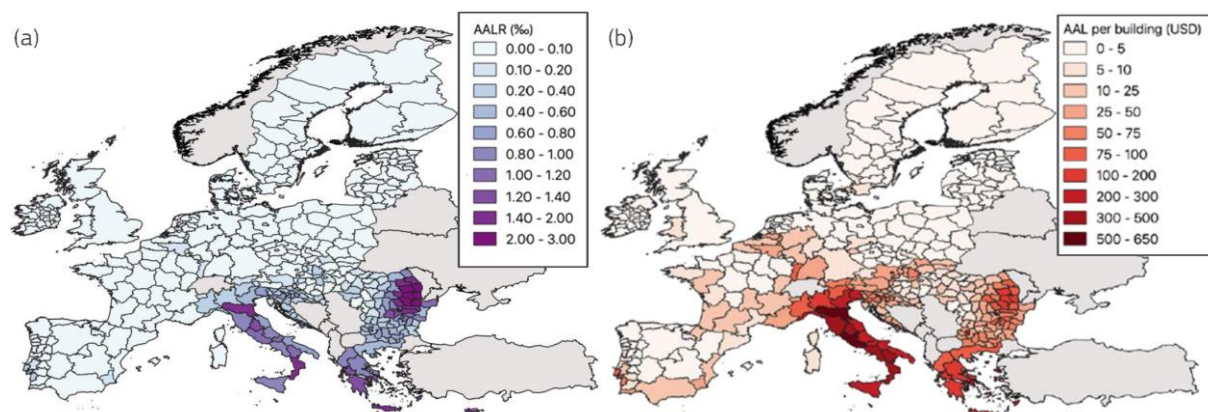 (a)
AALR (‰)
0.00 - 0.10
0.10 - 0.20
0.20 - 0.40
0.40 - 0.60
0.60 - 0.80
0.80 - 1.00
1.00 - 1.20
1.20 - 1.40
1.40 - 2.00
2.00 - 3.00
(b)
AAL per building (USD)
0 - 5
5 - 10
10 - 25
25 - 50
50 - 75
75 - 100
100 - 200
200 - 300
300 - 500
500 - 650